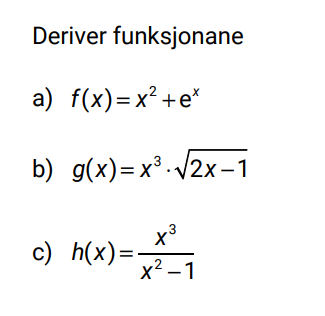 Deriver funksjonane
a) f(x)=x²+eˣ
b) g(x)=x³·√(2x−1)
c) h(x)=x³/(x²−1)